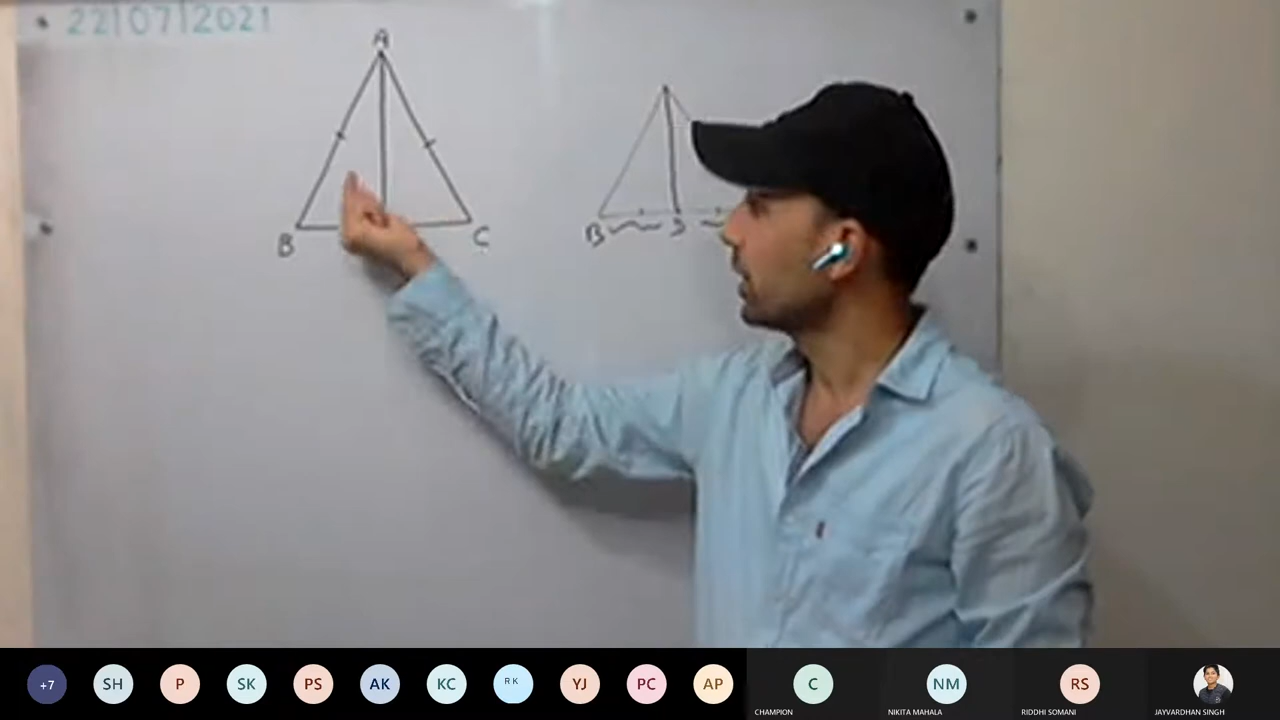 22/07/2021
A
B C
B S
+7 SH P SK PS AK KC RK YJ PC AP C NM RS
CHAMPION NIKITA MAHALA RIDDHI SOMANI JAYVARDHAN SINGH